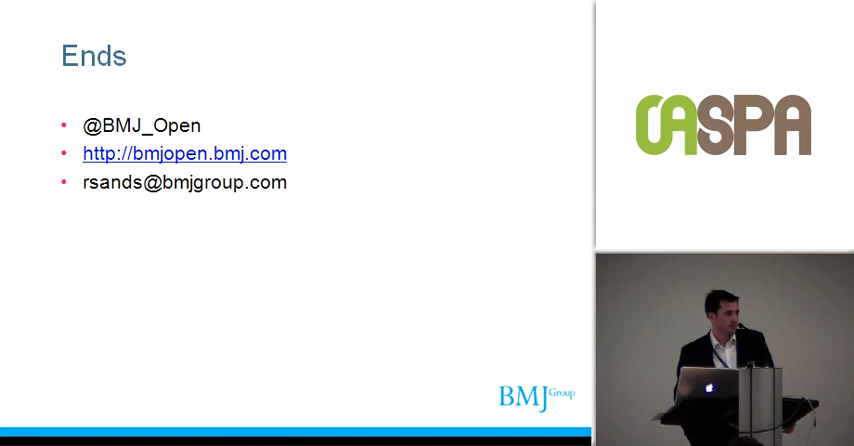 Ends
@BMJ_Open
http://bmjopen.bmj.com
rsands@bmjgroup.com
BMJ Group
OASPA